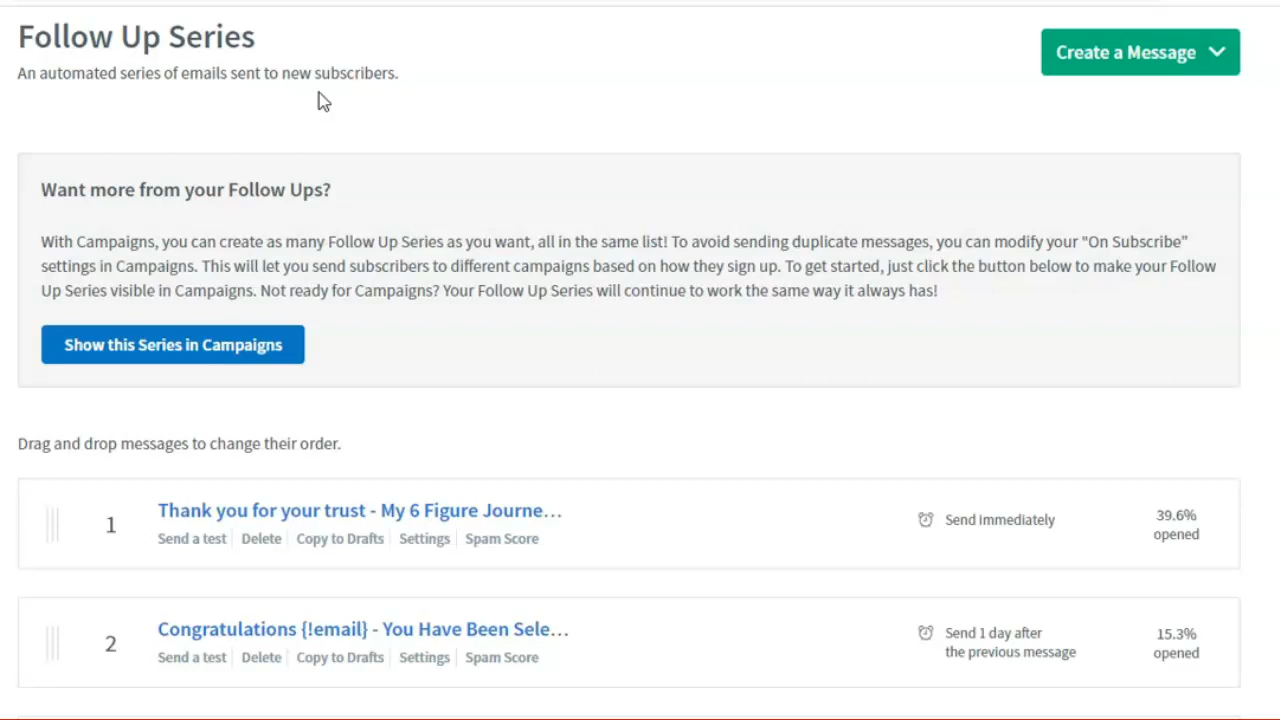 Follow Up Series
Create a Message
An automated series of emails sent to new subscribers.
Want more from your Follow Ups?
With Campaigns, you can create as many Follow Up Series as you want, all in the same list! To avoid sending duplicate messages, you can modify your "On Subscribe"
settings in Campaigns. This will let you send subscribers to different campaigns based on how they sign up. To get started, just click the button below to make your Follow
Up Series visible in Campaigns. Not ready for Campaigns? Your Follow Up Series will continue to work the same way it always has!
Show this Series in Campaigns
Drag and drop messages to change their order.
1
Thank you for your trust - My 6 Figure Journe…
Send a test Delete Copy to Drafts Settings Spam Score
Send Immediately
39.6%
opened
2
Congratulations {!email} - You Have Been Sele…
Send a test Delete Copy to Drafts Settings Spam Score
Send 1 day after
the previous message
15.3%
opened